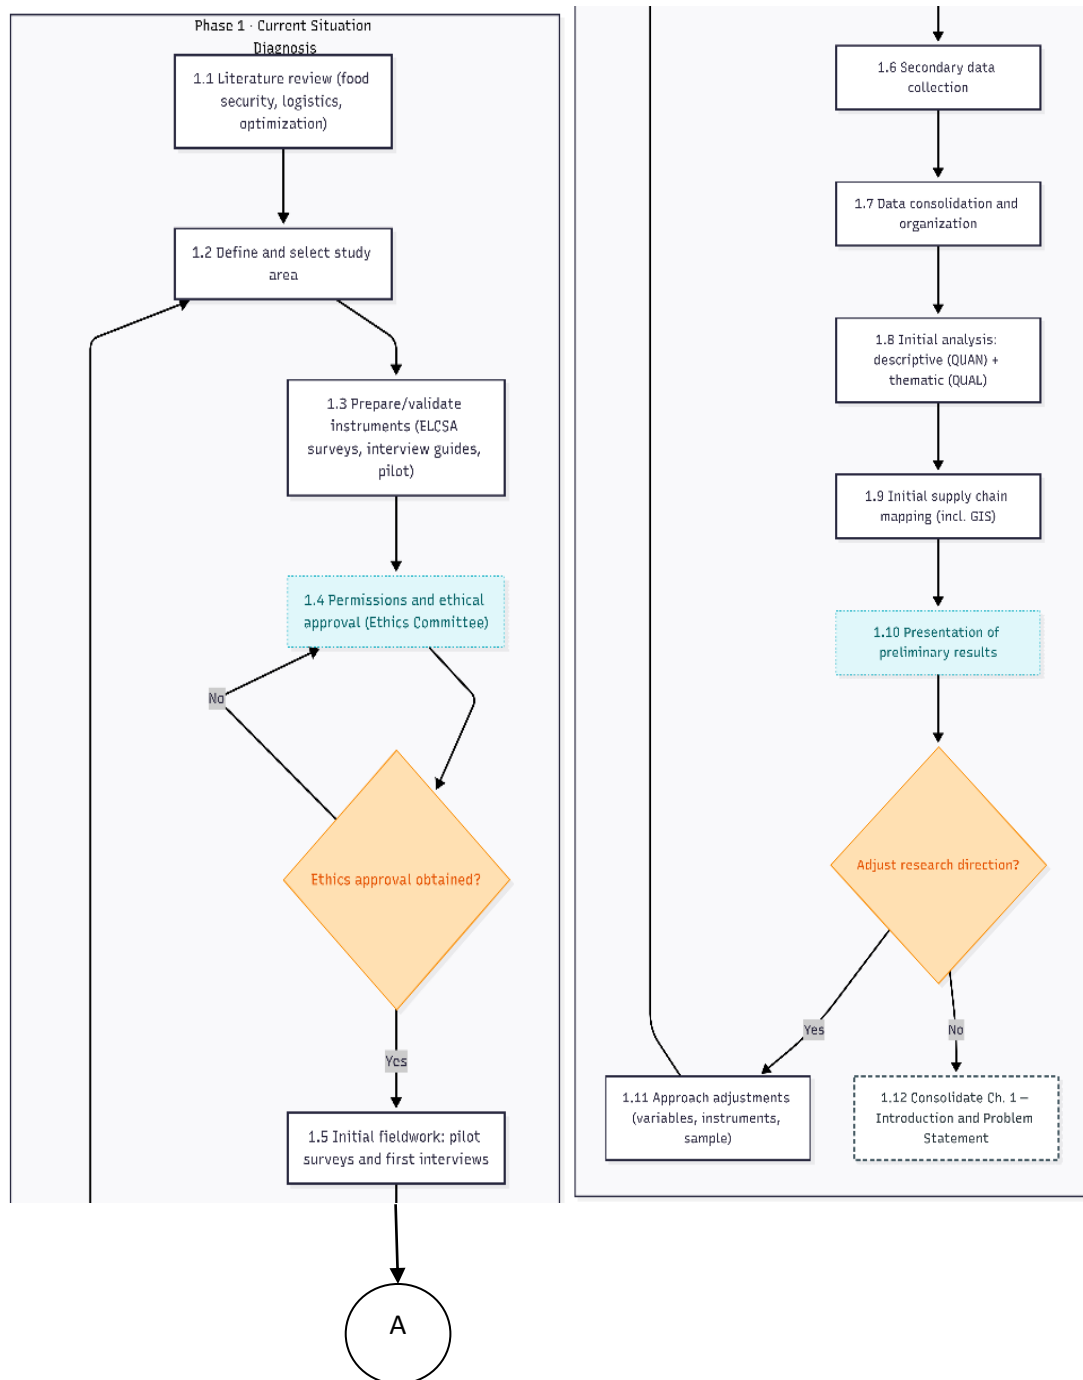 Phase 1 · Current Situation
Diagnosis
1.1 Literature review (food
security, logistics,
optimization)
1.2 Define and select study
area
1.3 Prepare/validate
instruments (ELCSA
surveys, interview guides,
pilot)
1.4 Permissions and ethical
approval (Ethics Committee)
No
Ethics approval obtained?
Yes
1.5 Initial fieldwork: pilot
surveys and first interviews
A
1.6 Secondary data
collection
1.7 Data consolidation and
organization
1.8 Initial analysis:
descriptive (QUAN) +
thematic (QUAL)
1.9 Initial supply chain
mapping (incl. GIS)
1.10 Presentation of
preliminary results
Adjust research direction?
Yes
No
1.11 Approach adjustments
(variables, instruments,
sample)
1.12 Consolidate Ch. 1 –
Introduction and Problem
Statement